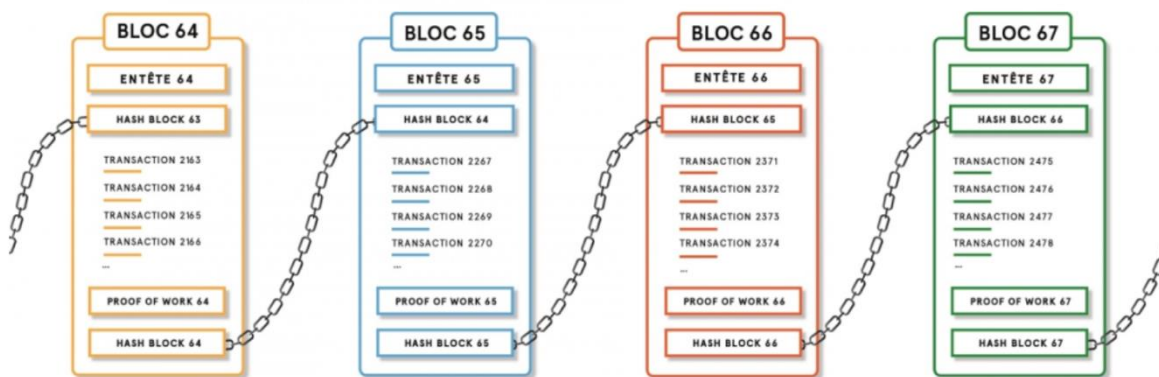 BLOC 64
ENTÊTE 64
HASH BLOCK 63
TRANSACTION 2163
TRANSACTION 2164
TRANSACTION 2165
TRANSACTION 2166
...
PROOF OF WORK 64
HASH BLOCK 64
BLOC 65
ENTÊTE 65
HASH BLOCK 64
TRANSACTION 2267
TRANSACTION 2268
TRANSACTION 2269
TRANSACTION 2270
...
PROOF OF WORK 65
HASH BLOCK 65
BLOC 66
ENTÊTE 66
HASH BLOCK 65
TRANSACTION 2371
TRANSACTION 2372
TRANSACTION 2373
TRANSACTION 2374
...
PROOF OF WORK 66
HASH BLOCK 66
BLOC 67
ENTÊTE 67
HASH BLOCK 66
TRANSACTION 2475
TRANSACTION 2476
TRANSACTION 2477
TRANSACTION 2478
...
PROOF OF WORK 67
HASH BLOCK 67